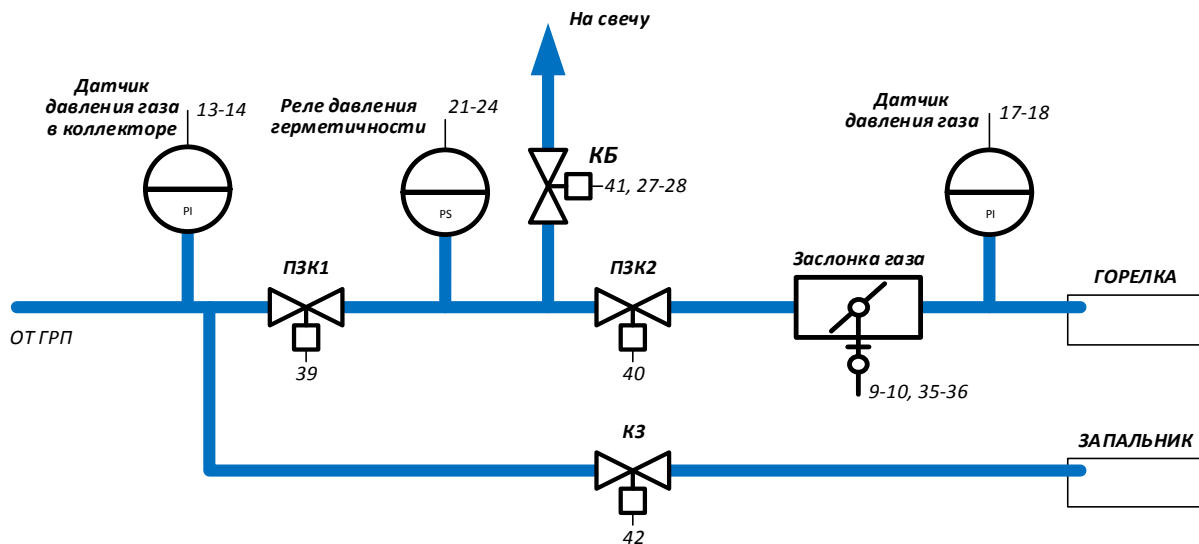 На свечу
Датчик
давления газа
в коллекторе
13-14
Реле давления
герметичности
21-24
Датчик
давления газа
17-18
КБ
41, 27-28
PI
PS
PI
ПЗК1
ПЗК2
Заслонка газа
ГОРЕЛКА
ОТ ГРП
39
40
9-10, 35-36
КЗ
ЗАПАЛЬНИК
42